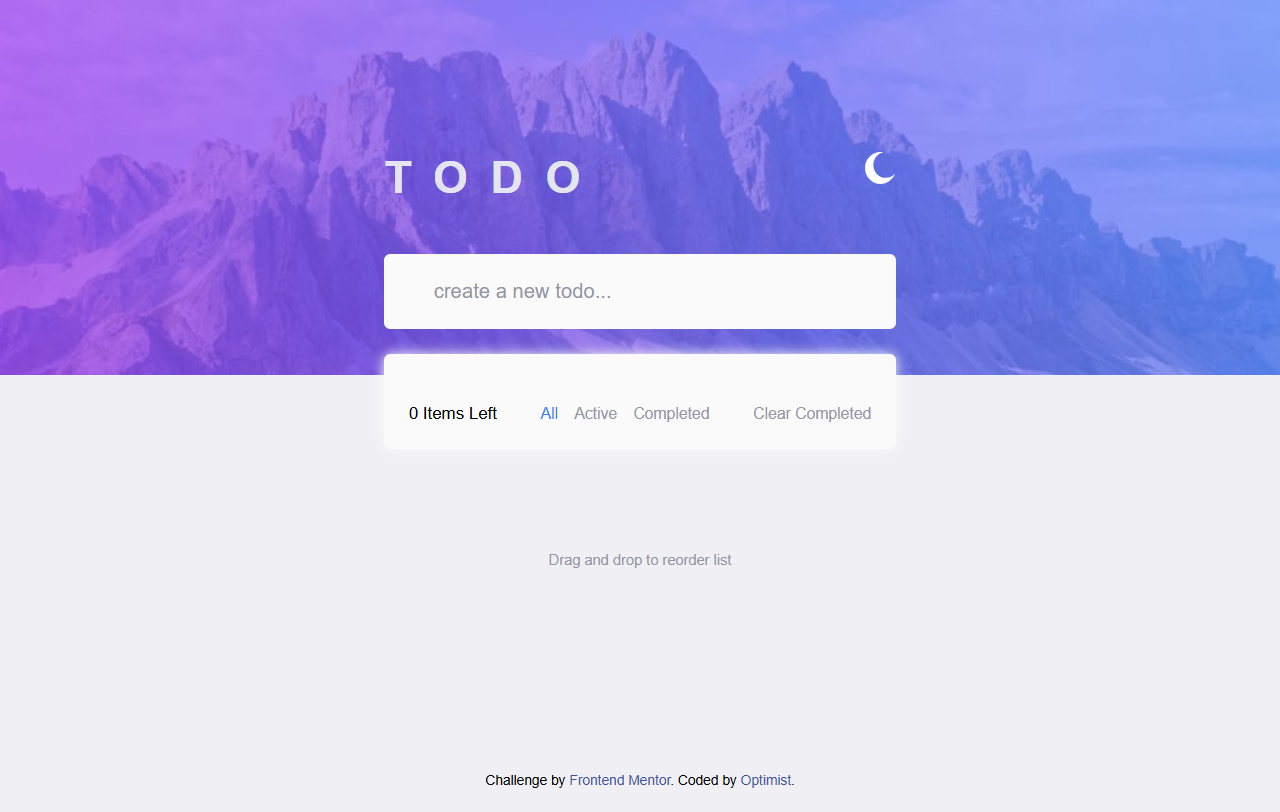 TODO
create a new todo...
0 Items Left All Active Completed Clear Completed
Drag and drop to reorder list
Challenge by Frontend Mentor. Coded by Optimist.